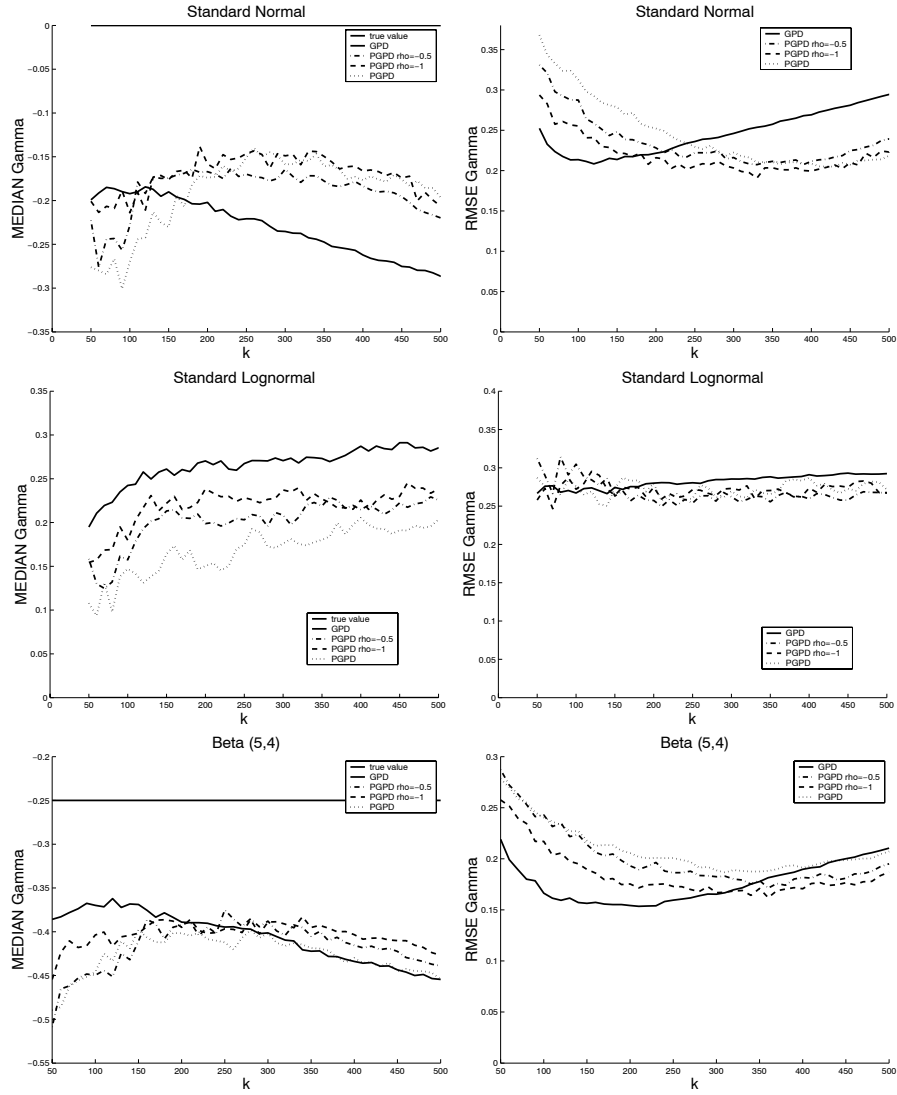 Standard Normal
0
−0.05
−0.1
−0.15
−0.2
−0.25
−0.3
−0.35
MEDIAN Gamma
true value
GPD
PGPD rho=−0.5
PGPD rho=−1
PGPD
0 50 100 150 200 250 300 350 400 450 500
k
Standard Normal
0.35
0.3
0.25
0.2
0.15
0.1
0.05
0
RMSE Gamma
GPD
PGPD rho=−0.5
PGPD rho=−1
PGPD
0 50 100 150 200 250 300 350 400 450 500
k
Standard Lognormal
0.35
0.3
0.25
0.2
0.15
0.1
0.05
0
MEDIAN Gamma
true value
GPD
PGPD rho=−0.5
PGPD rho=−1
PGPD
0 50 100 150 200 250 300 350 400 450 500
k
Standard Lognormal
0.4
0.35
0.3
0.25
0.2
0.15
0.1
0.05
0
RMSE Gamma
GPD
PGPD rho=−0.5
PGPD rho=−1
PGPD
0 50 100 150 200 250 300 350 400 450 500
k
Beta (5,4)
−0.2
−0.25
−0.3
−0.35
−0.4
−0.45
−0.5
−0.55
MEDIAN Gamma
true value
GPD
PGPD rho=−0.5
PGPD rho=−1
PGPD
50 100 150 200 250 300 350 400 450 500
k
Beta (5,4)
0.3
0.25
0.2
0.15
0.1
0.05
0
RMSE Gamma
GPD
PGPD rho=−0.5
PGPD rho=−1
PGPD
50 100 150 200 250 300 350 400 450 500
k